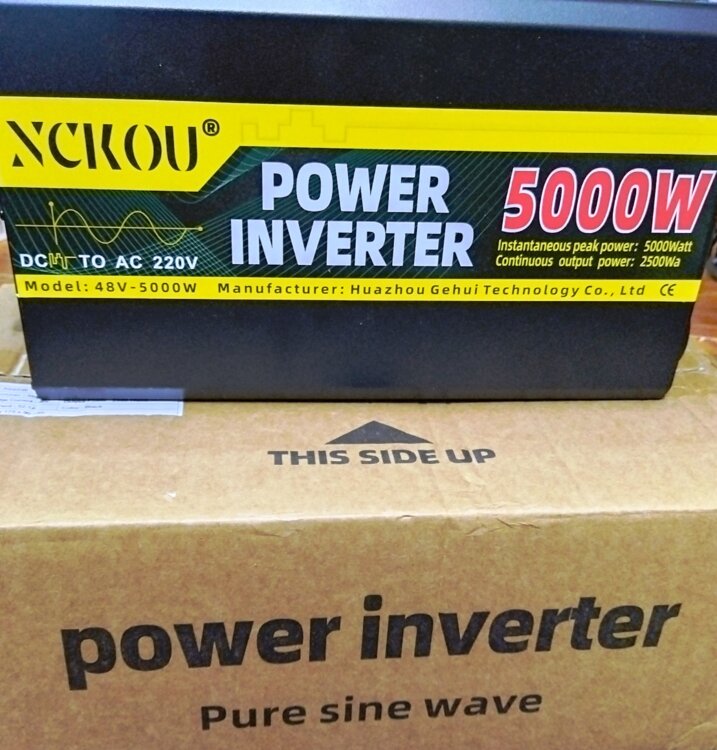 NCKOU®
POWER
INVERTER
5000W
Instantaneous peak power: 5000Watt
Continuous output power: 2500Wa
DC TO AC 220V
Model: 48V-5000W Manufacturer: Huazhou Gehui Technology Co., Ltd CE
THIS SIDE UP
power inverter
Pure sine wave